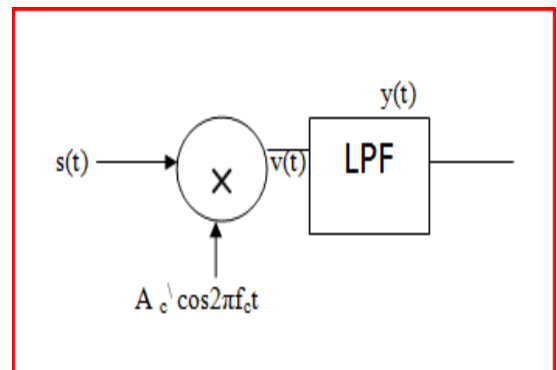 y(t)
s(t) v(t) LPF
×
A c\ cos2πfct